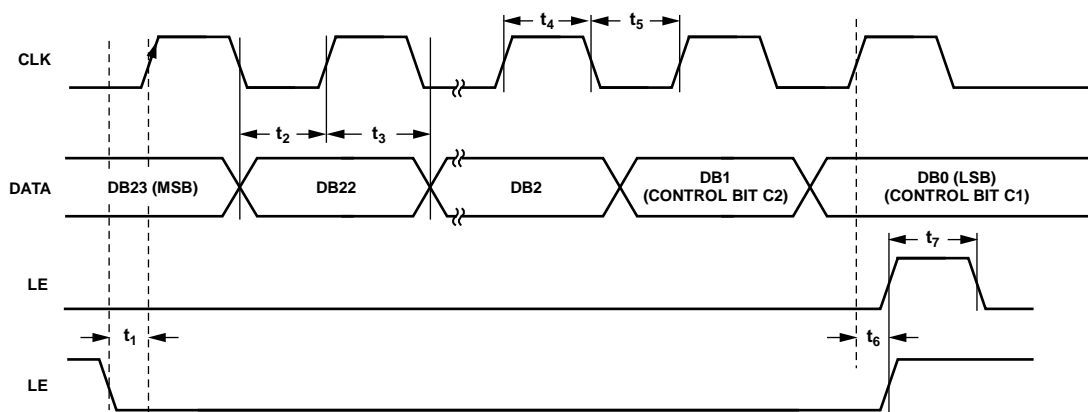 t4 t5
CLK
t2 t3
DATA
DB23 (MSB) DB22 DB2 DB1 (CONTROL BIT C2) DB0 (LSB) (CONTROL BIT C1)
t7
LE
t1 t6
LE